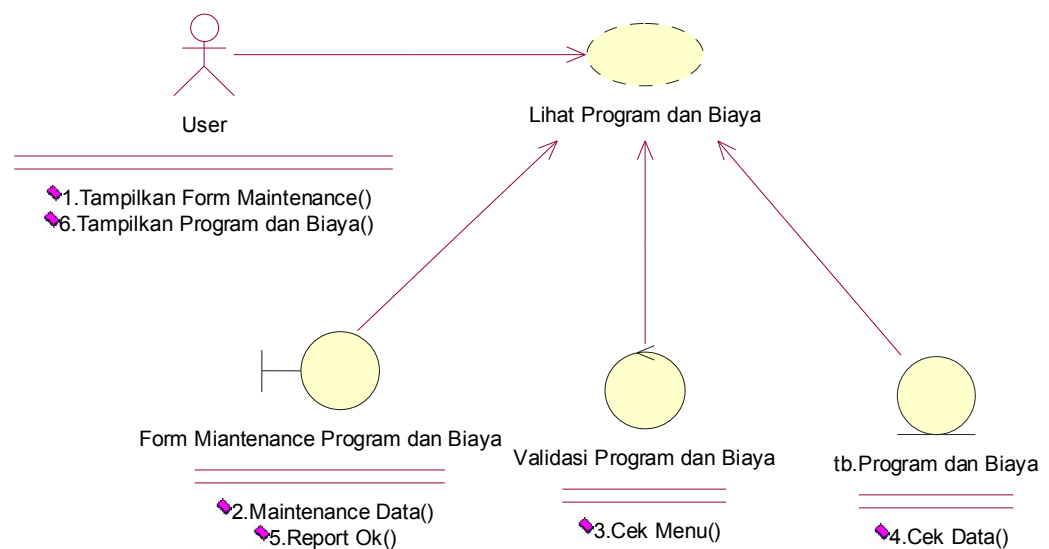 Lihat Program dan Biaya
User
1.Tampilkan Form Maintenance()
6.Tampilkan Program dan Biaya()
Form Miantenance Program dan Biaya
2.Maintenance Data()
5.Report Ok()
Validasi Program dan Biaya
3.Cek Menu()
tb.Program dan Biaya
4.Cek Data()